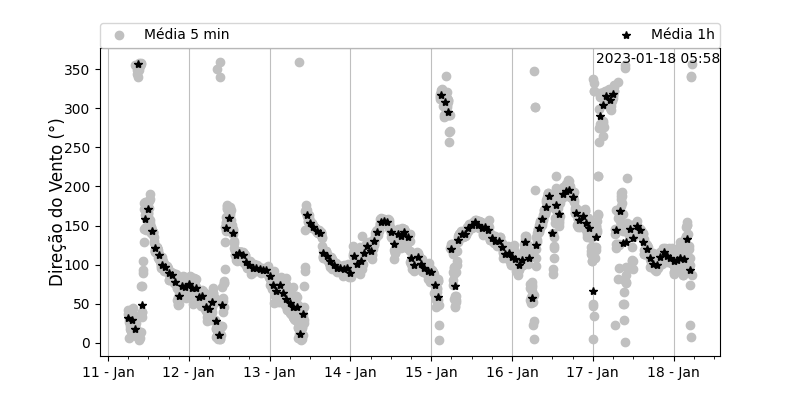 Média 5 min
Média 1h
2023-01-18 05:58
Direção do Vento (°)
350
300
250
200
150
100
50
0
11 - Jan
12 - Jan
13 - Jan
14 - Jan
15 - Jan
16 - Jan
17 - Jan
18 - Jan